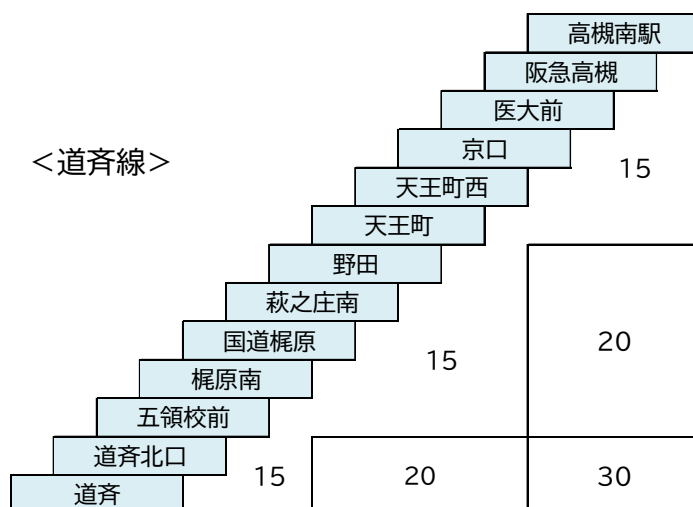 高槻南駅
阪急高槻
医大前
京口
＜道斉線＞
15
天王町西
天王町
野田
萩之庄南
国道梶原
15
20
梶原南
五領校前
道斉北口
15
20
30
道斉